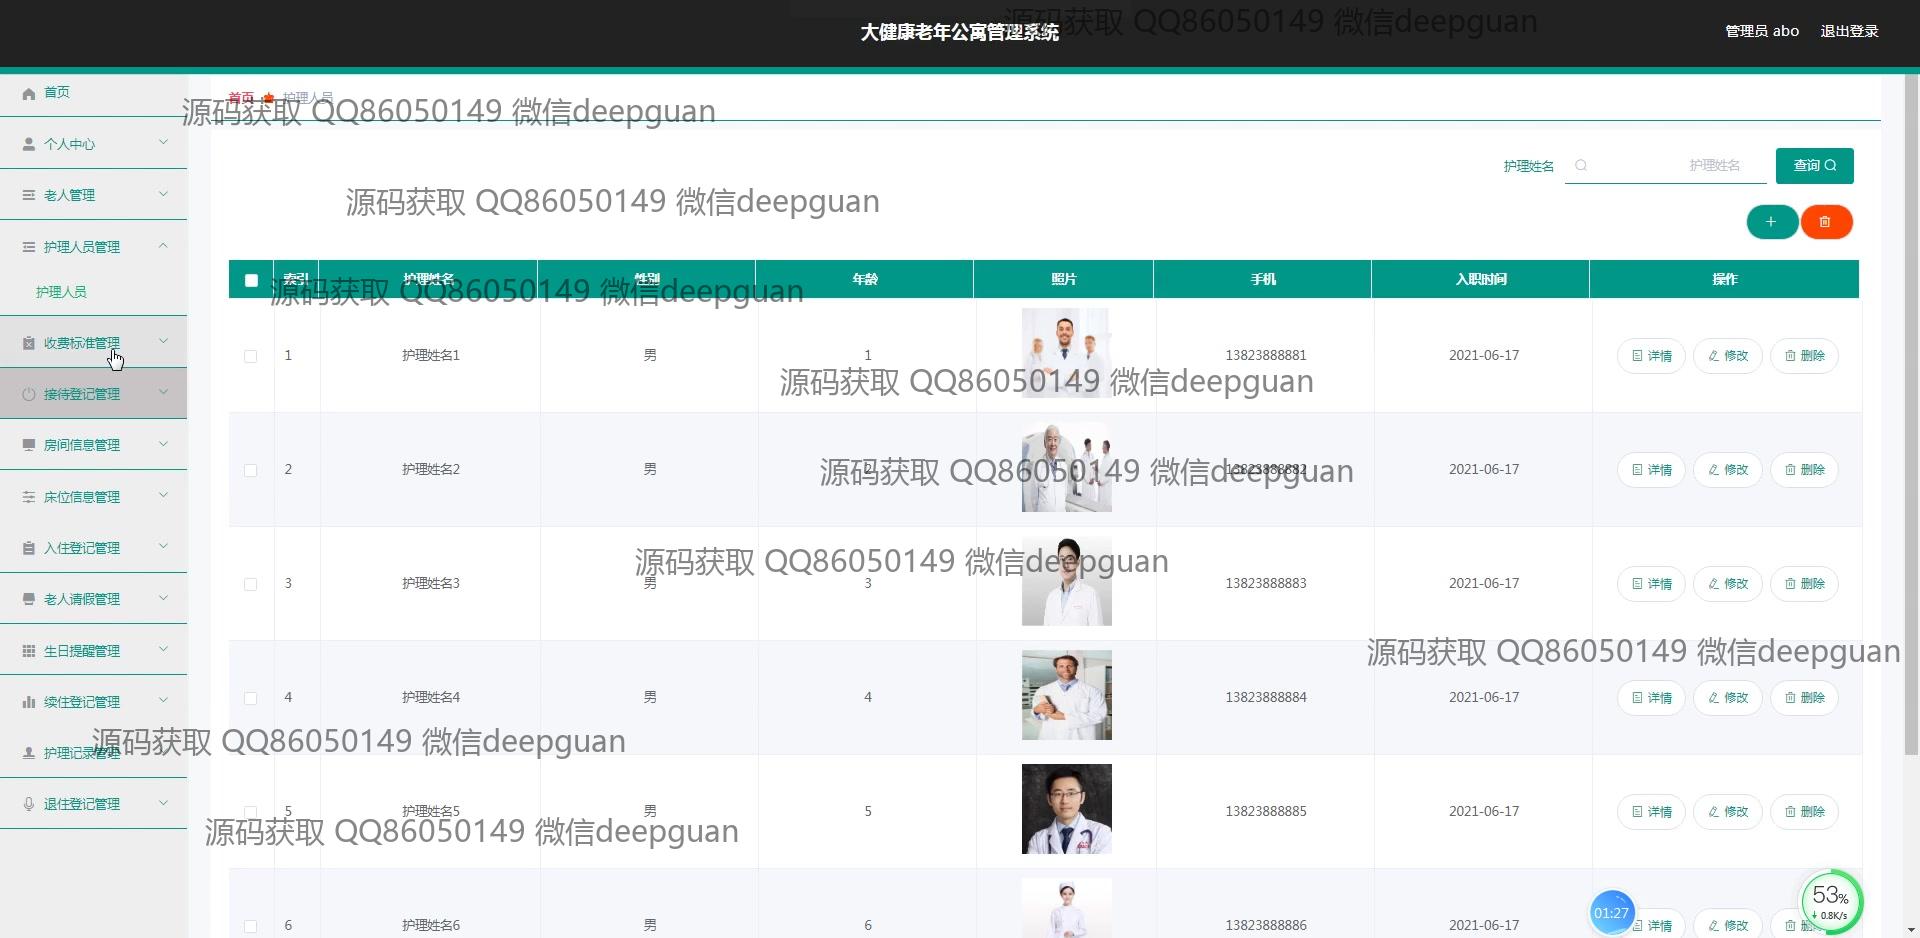 大健康老年公寓管理系统
源码获取 QQ86050149 微信deepguan
管理员 abo
退出登录
首页
个人中心
老人管理
护理人员管理
护理人员
收费标准管理
接待登记管理
房间信息管理
床位信息管理
入住登记管理
老人请假管理
生日提醒管理
续住登记管理
护理记录管理
退住登记管理
首页 护理人员
源码获取 QQ86050149 微信deepguan
护理姓名 护理姓名 查询
源码获取 QQ86050149 微信deepguan
索引 护理姓名 性别 年龄 照片 手机 入职时间 操作
源码获取 QQ86050149 微信deepguan
1 护理姓名1 男 1 13823888881 2021-06-17 详情 修改 删除
源码获取 QQ86050149 微信deepguan
2 护理姓名2 男 2 13823888882 2021-06-17 详情 修改 删除
源码获取 QQ86050149 微信deepguan
源码获取 QQ86050149 微信deepguan
3 护理姓名3 男 3 13823888883 2021-06-17 详情 修改 删除
源码获取 QQ86050149 微信deepguan
4 护理姓名4 男 4 13823888884 2021-06-17 详情 修改 删除
源码获取 QQ86050149 微信deepguan
5 护理姓名5 男 5 13823888885 2021-06-17 详情 修改 删除
源码获取 QQ86050149 微信deepguan
6 护理姓名6 男 6 13823888886 2021-06-17 详情 修改 删
01:27
53%
0.8K/s